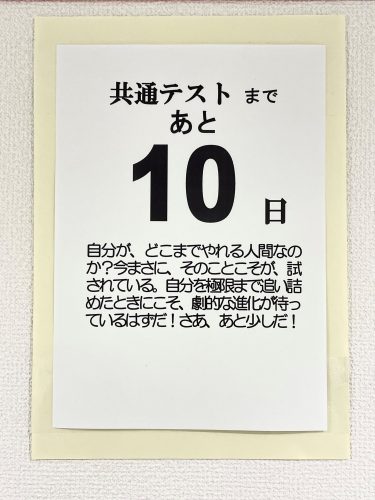 共通テスト まで
あと
10日
自分が、どこまでやれる人間なの
か？今まさに、そのことこそが、試
されている。自分を極限まで追い詰
めたときにこそ、劇的な進化が待っ
ているはずだ！さあ、あと少しだ！